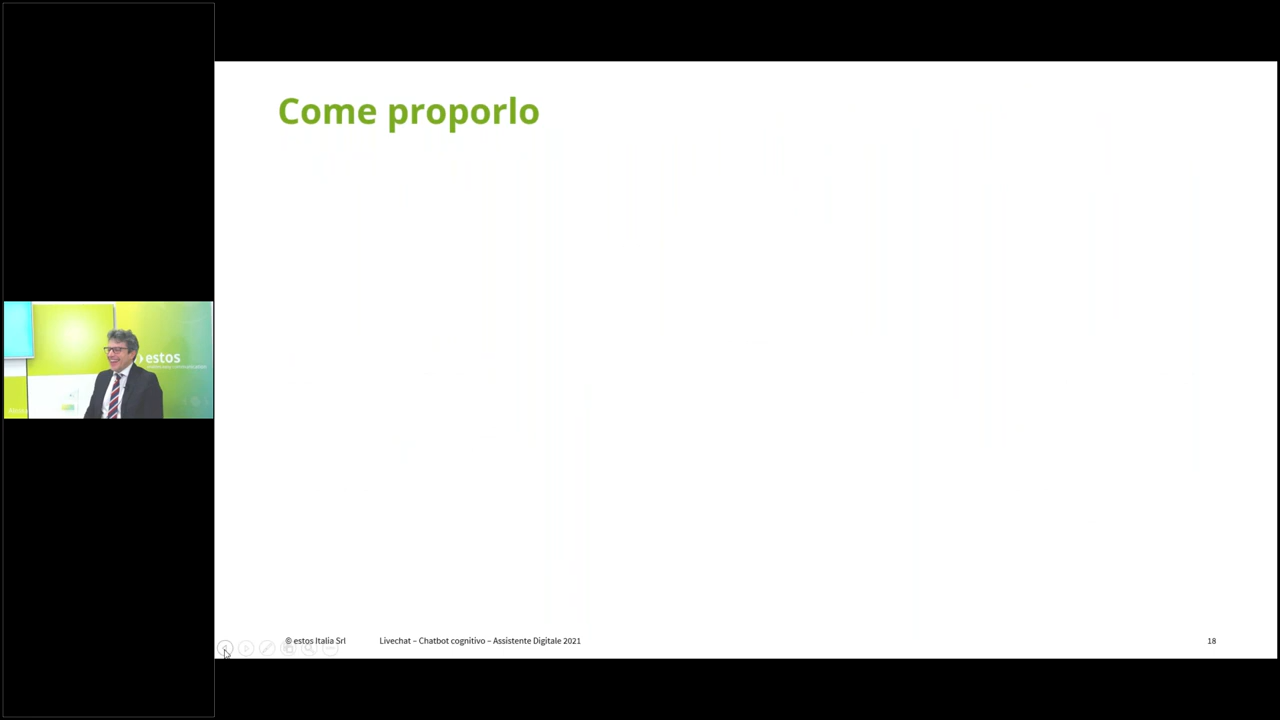 Come proporlo
estos
© estos Italia Srl
Livechat – Chatbot cognitivo – Assistente Digitale 2021
18